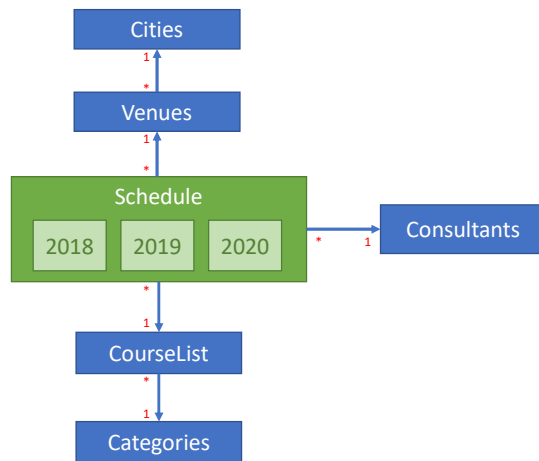 Cities
1
*
Venues
1
*
Schedule
2018 2019 2020
* 1
Consultants
*
1
CourseList
*
1
Categories